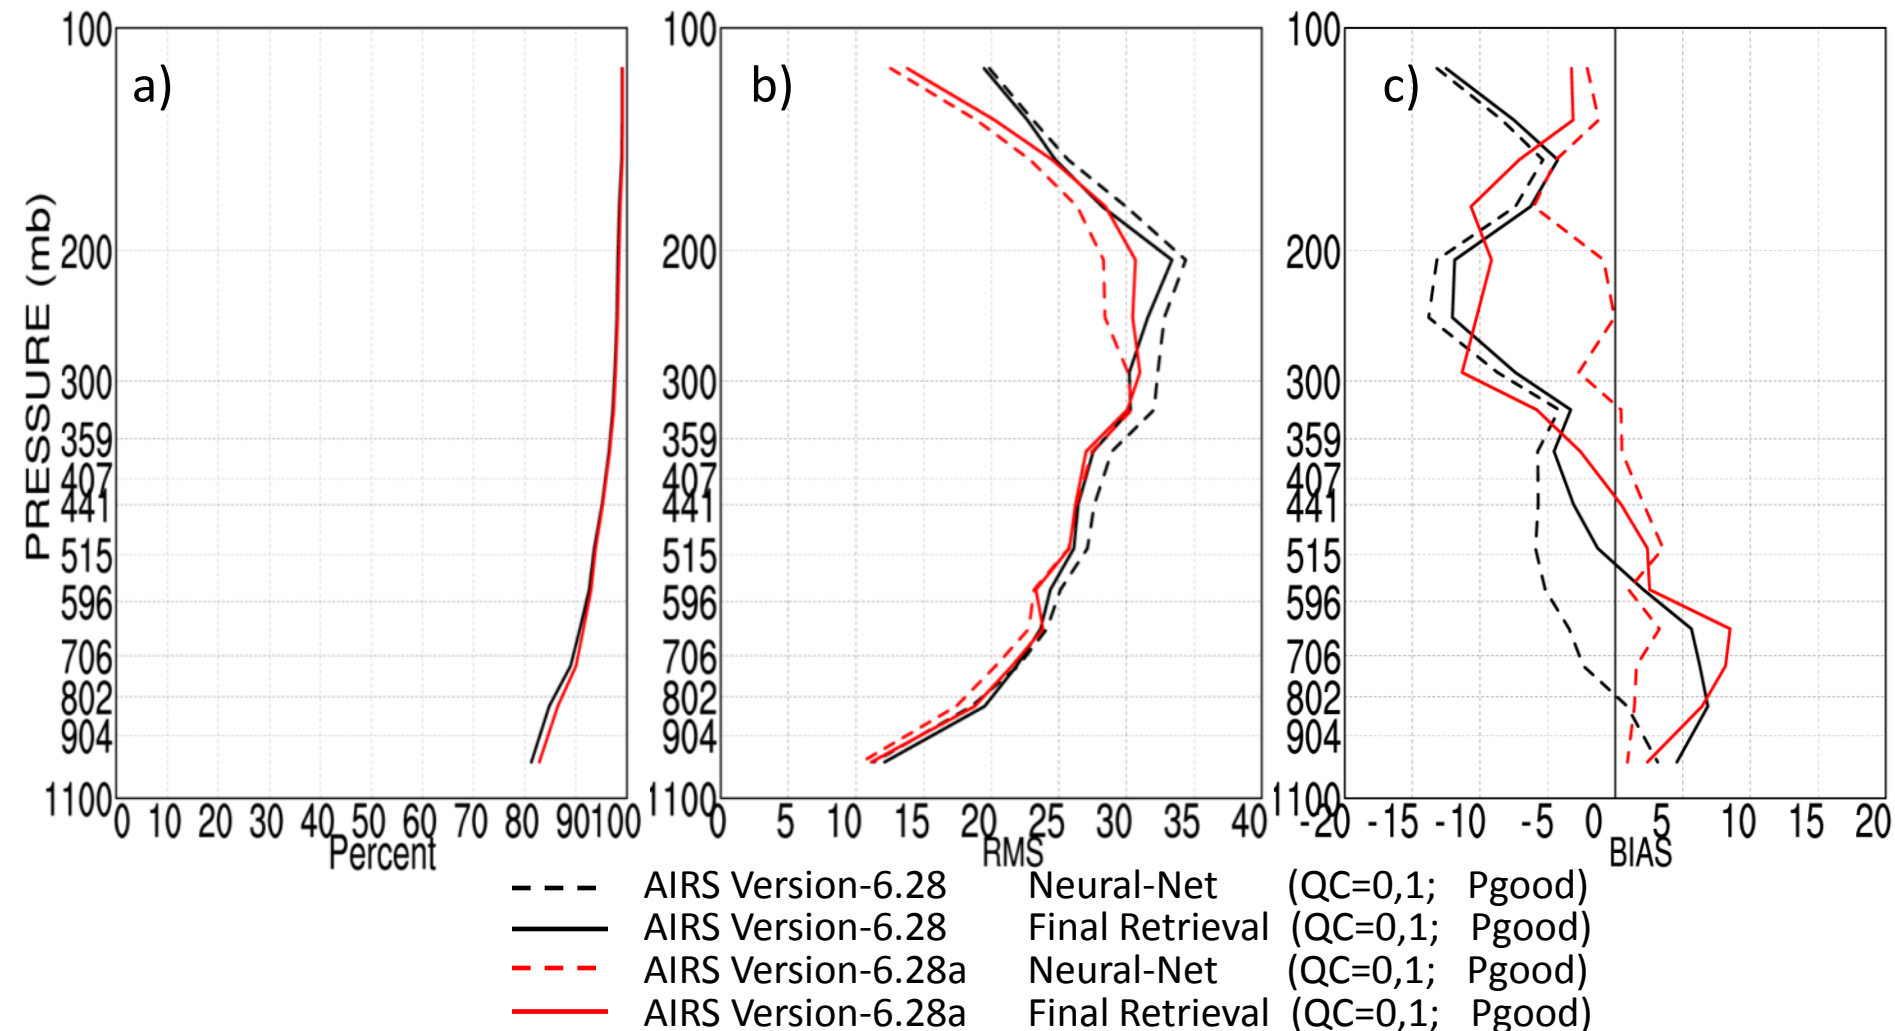 a)
b)
c)
PRESSURE (mb)
100
200
300
359
407
441
515
596
706
802
904
1100
0 10 20 30 40 50 60 70 80 90 100
Percent
100
200
300
359
407
441
515
596
706
802
904
1100
0 5 10 15 20 25 30 35 40
RMS
100
200
300
359
407
441
515
596
706
802
904
1100
-20 -15 -10 -5 0 5 10 15 20
BIAS
AIRS Version-6.28 Neural-Net (QC=0,1; Pgood)
AIRS Version-6.28 Final Retrieval (QC=0,1; Pgood)
AIRS Version-6.28a Neural-Net (QC=0,1; Pgood)
AIRS Version-6.28a Final Retrieval (QC=0,1; Pgood)